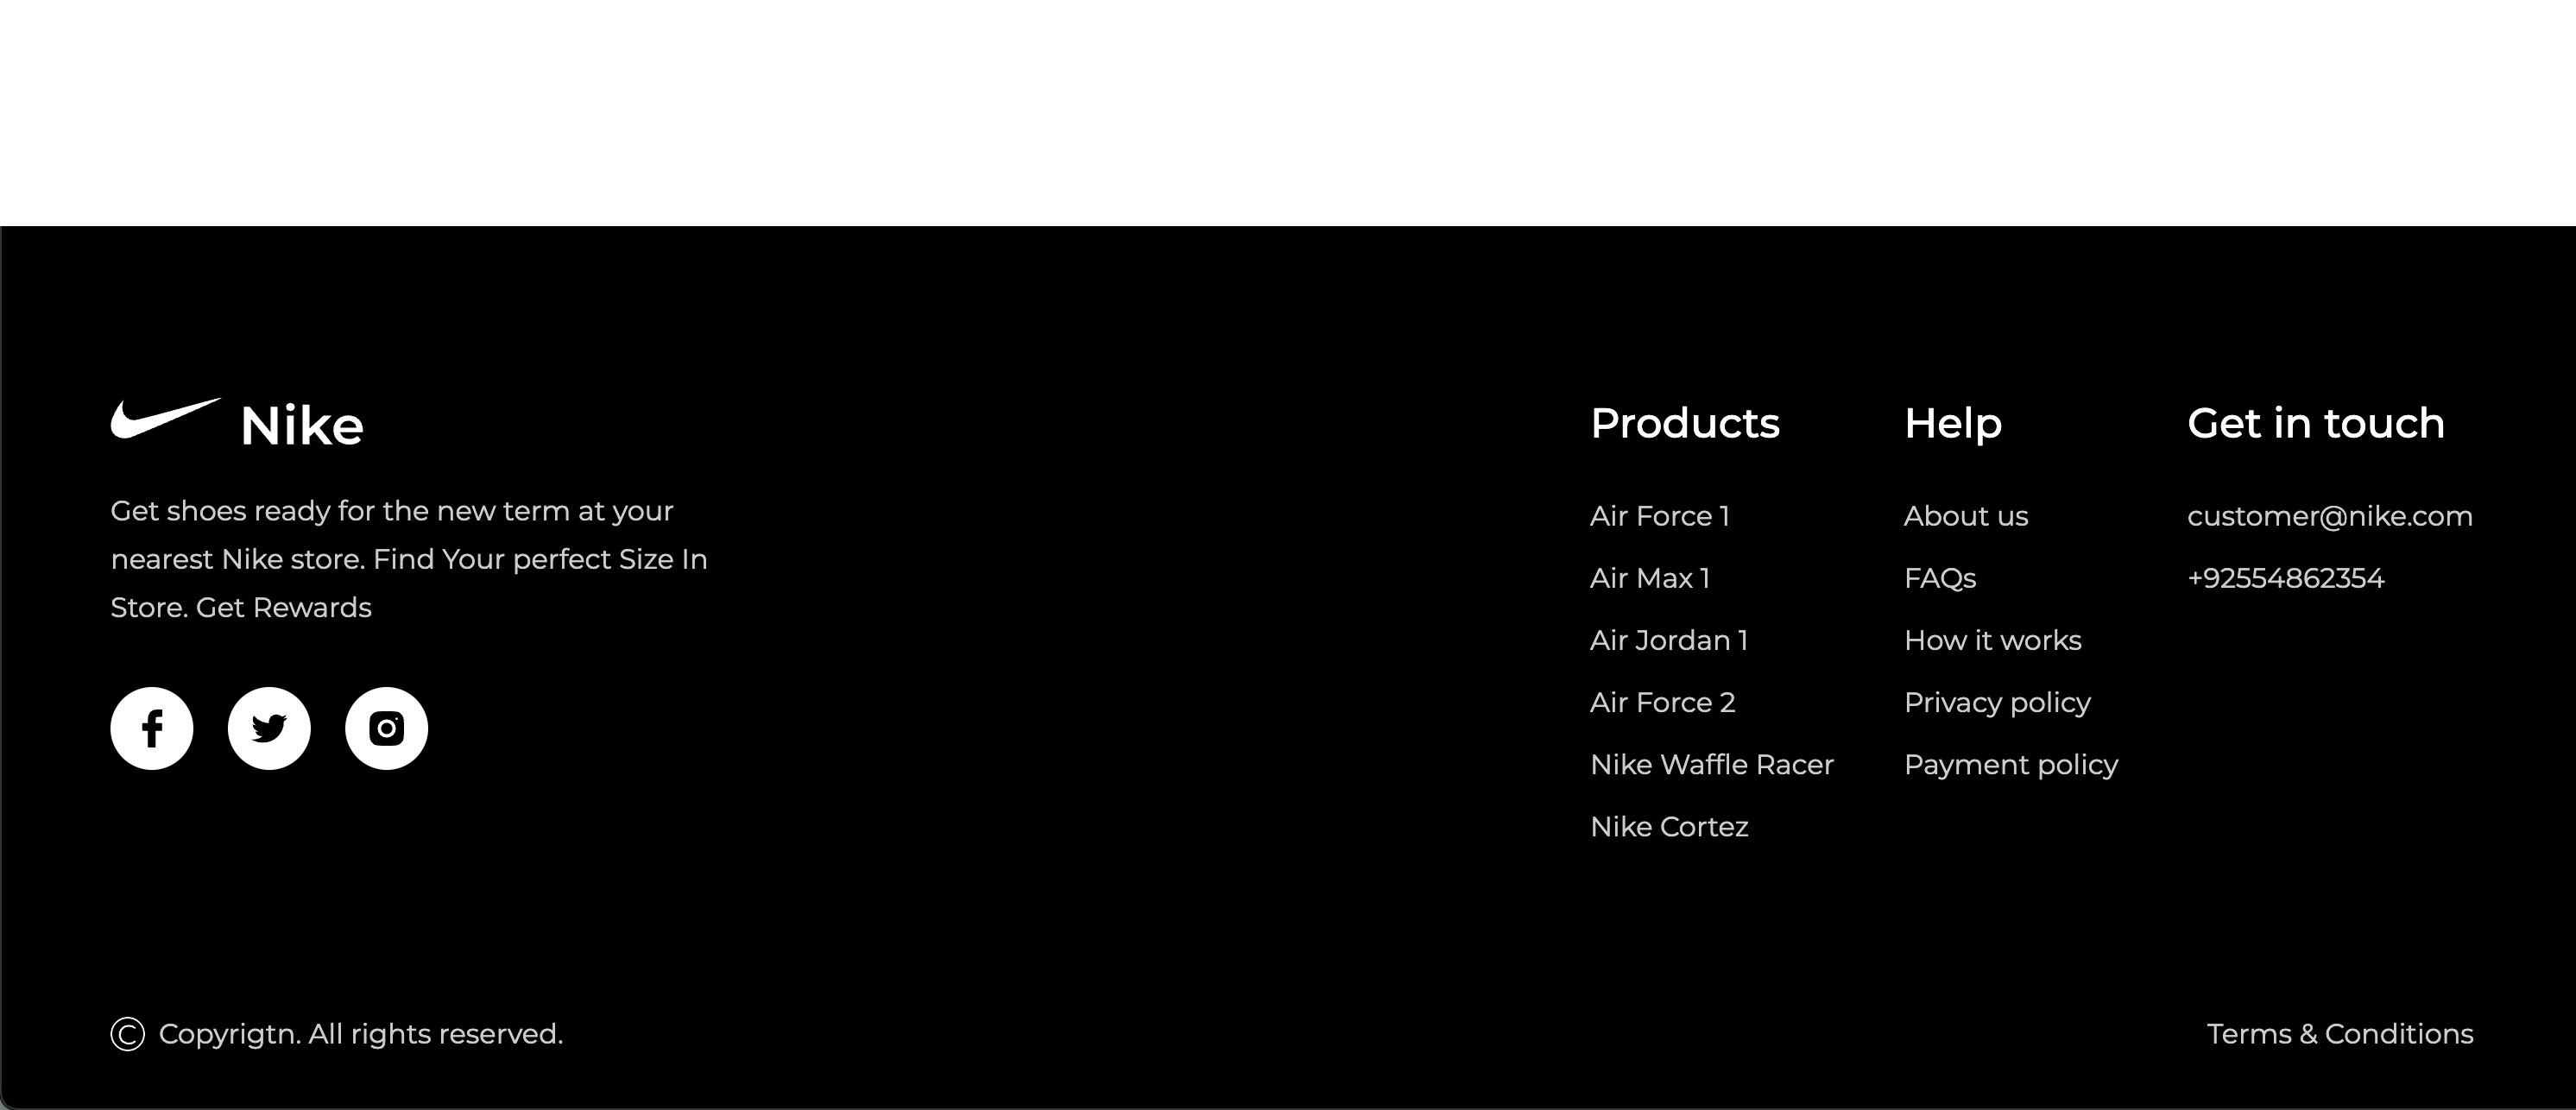 Nike
Get shoes ready for the new term at your
nearest Nike store. Find Your perfect Size In
Store. Get Rewards
Products
Air Force 1
Air Max 1
Air Jordan 1
Air Force 2
Nike Waffle Racer
Nike Cortez
Help
About us
FAQs
How it works
Privacy policy
Payment policy
Get in touch
customer@nike.com
+92554862354
© Copyrigtn. All rights reserved.
Terms & Conditions